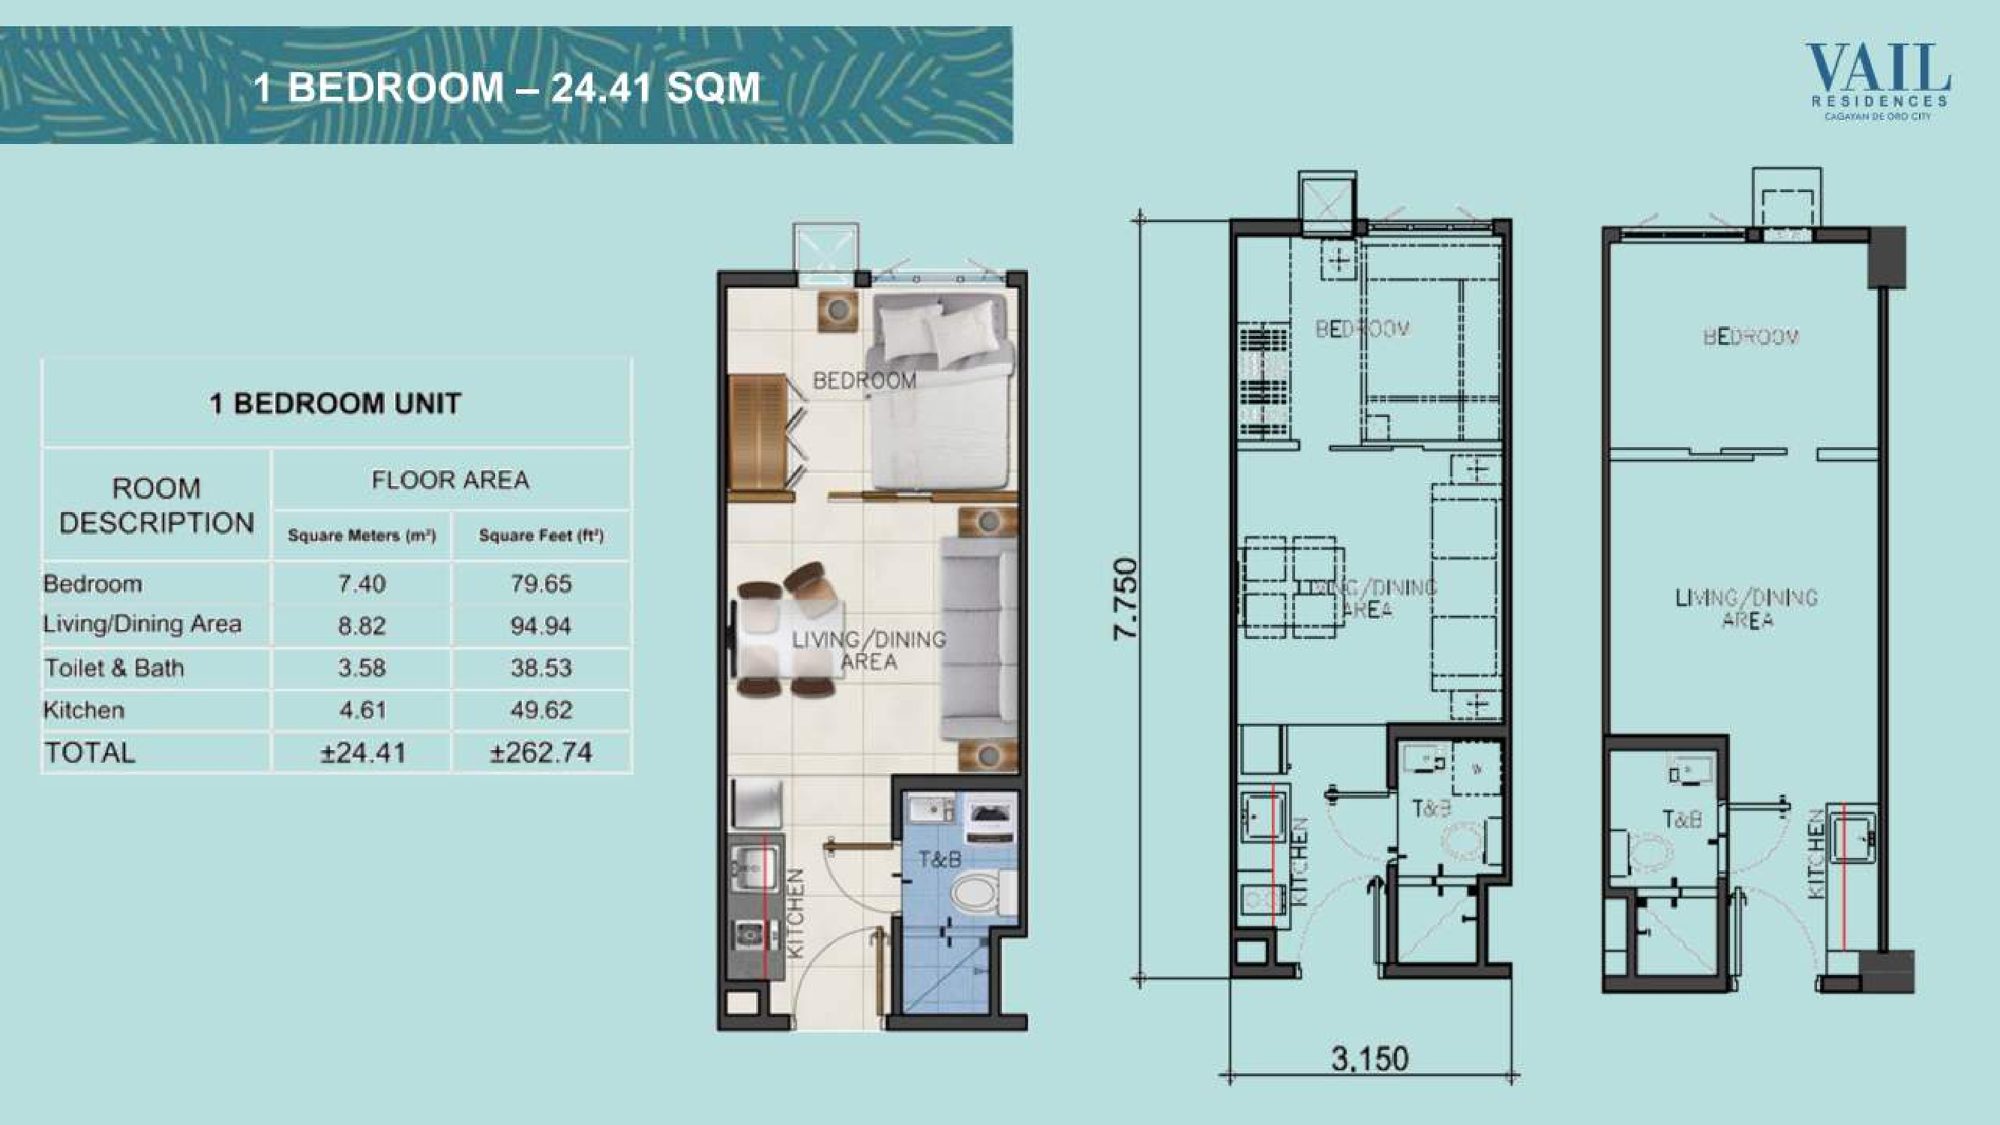 1 BEDROOM – 24.41 SQM
VAIL
RESIDENCES
CAGAYAN DE ORO CITY
1 BEDROOM UNIT
ROOM DESCRIPTION
FLOOR AREA
Square Meters (m²) Square Feet (ft²)
Bedroom 7.40 79.65
Living/Dining Area 8.82 94.94
Toilet & Bath 3.58 38.53
Kitchen 4.61 49.62
TOTAL ±24.41 ±262.74
BEDROOM
LIVING/DINING
AREA
T&B
KITCHEN
7.750
BEDROOM
LIVING/DINING
AREA
W
T&B
KITCHEN
3,150
BEDROOM
LIVING/DINING
AREA
T&B
KITCHEN